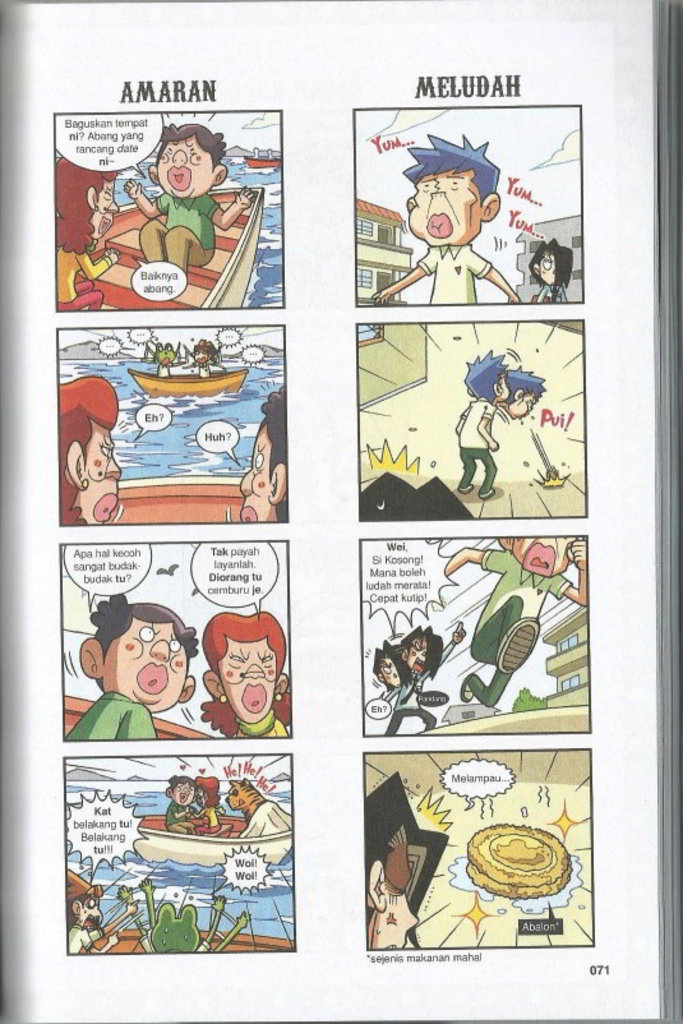 AMARAN
Baguskan tempat
ni? Abang yang
rancang date
ni~
Baiknya
abang.
...
...
...
...
Eh?
Huh?
Apa hal kecoh
sangat budak-
budak tu?
Tak payah
layanlah.
Diorang tu
cemburu je.
He! He! He!
Kat
belakang tu!
Belakang
tu!!!
Woi!
Woi!
MELUDAH
YUM...
YUM...
YUM...
Pui!
Wei,
Si Kosong!
Mana boleh
ludah merata!
Cepat kutip!
Eh?
Pandang
Melampau...
Abalon*
*sejenis makanan mahal
071